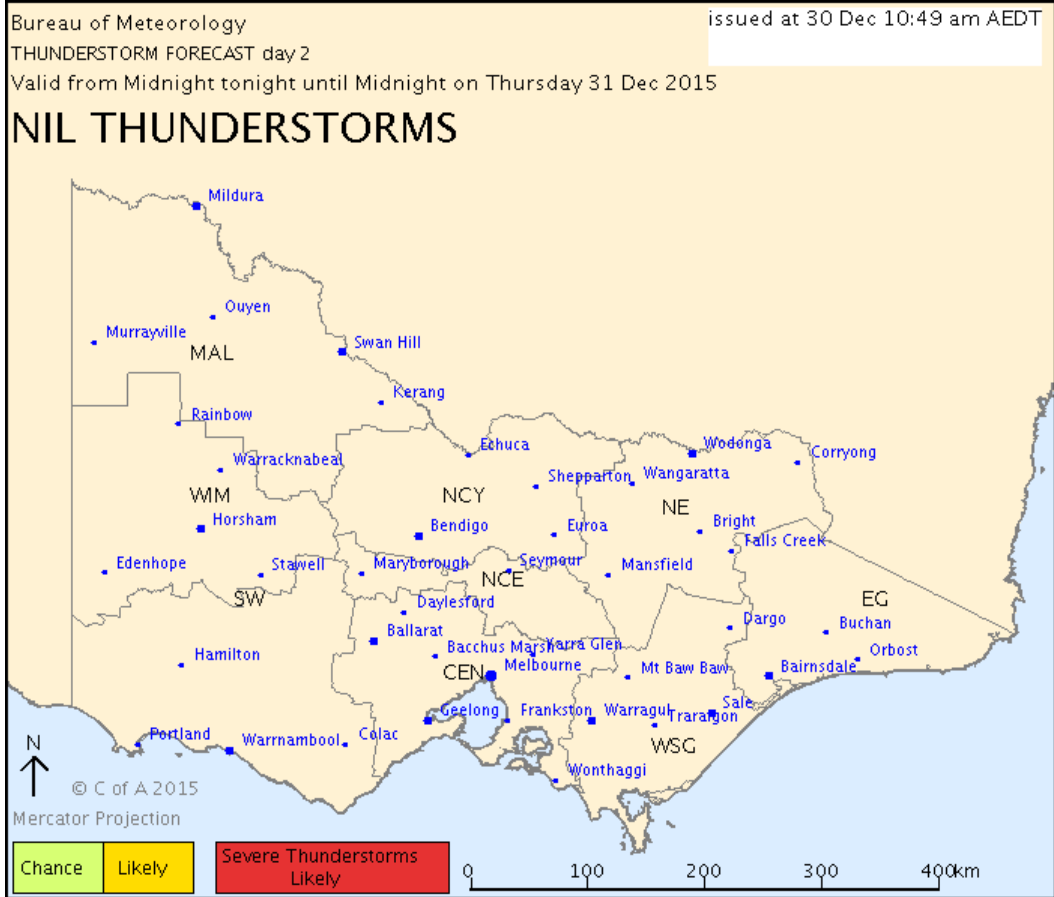 Bureau of Meteorology
issued at 30 Dec 10:49 am AEDT
THUNDERSTORM FORECAST day 2
Valid from Midnight tonight until Midnight on Thursday 31 Dec 2015
NIL THUNDERSTORMS
Mildura
Ouyen
Murrayville
MAL
Swan Hill
Kerang
Rainbow
Echuca
Wodonga
Corryong
Warracknabeal
Shepparton
Wangaratta
WIM
NCY
NE
Horsham
Bendigo
Euroa
Bright
Falls Creek
Edenhope
Stawell
Maryborough
Seymour
Mansfield
NCE
SW
EG
Daylesford
Dargo
Buchan
Ballarat
Bacchus Marsh
Yarra Glen
Orbost
Hamilton
CEN
Melbourne
Mt Baw Baw
Bairnsdale
Geelong
Frankston
Warragul
Traralgon
Sale
Portland
Warrnambool
Colac
WSG
N
Wonthaggi
© C of A 2015
Mercator Projection
Chance
Likely
Severe Thunderstorms
Likely
0 100 200 300 400km